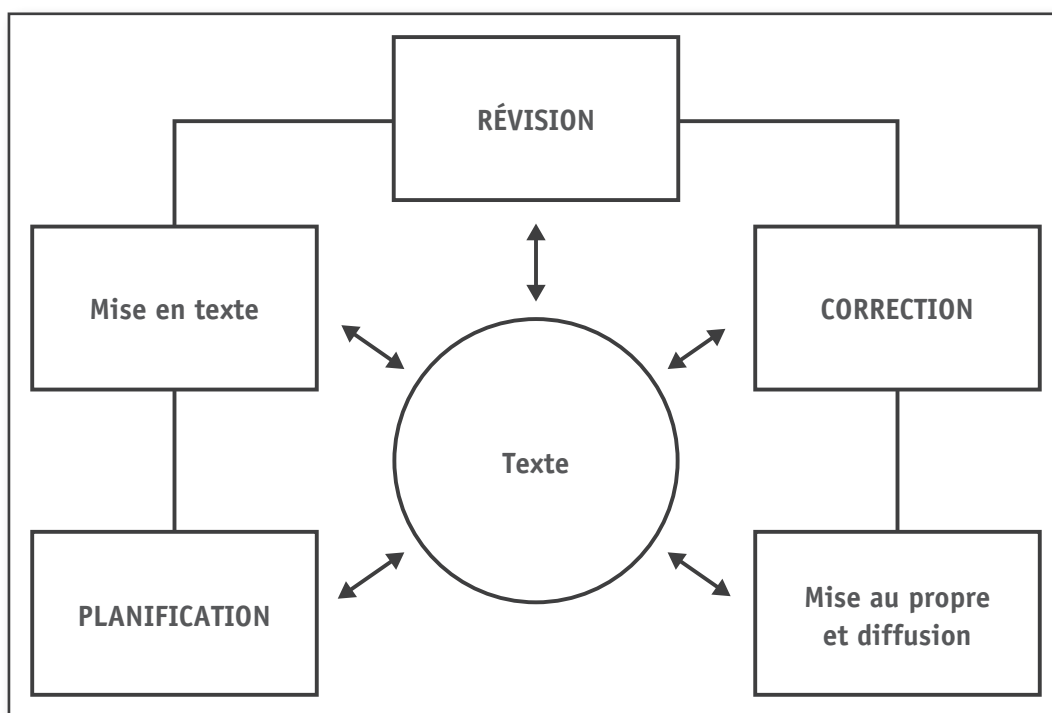 RÉVISION
Mise en texte
CORRECTION
Texte
PLANIFICATION
Mise au propre
et diffusion